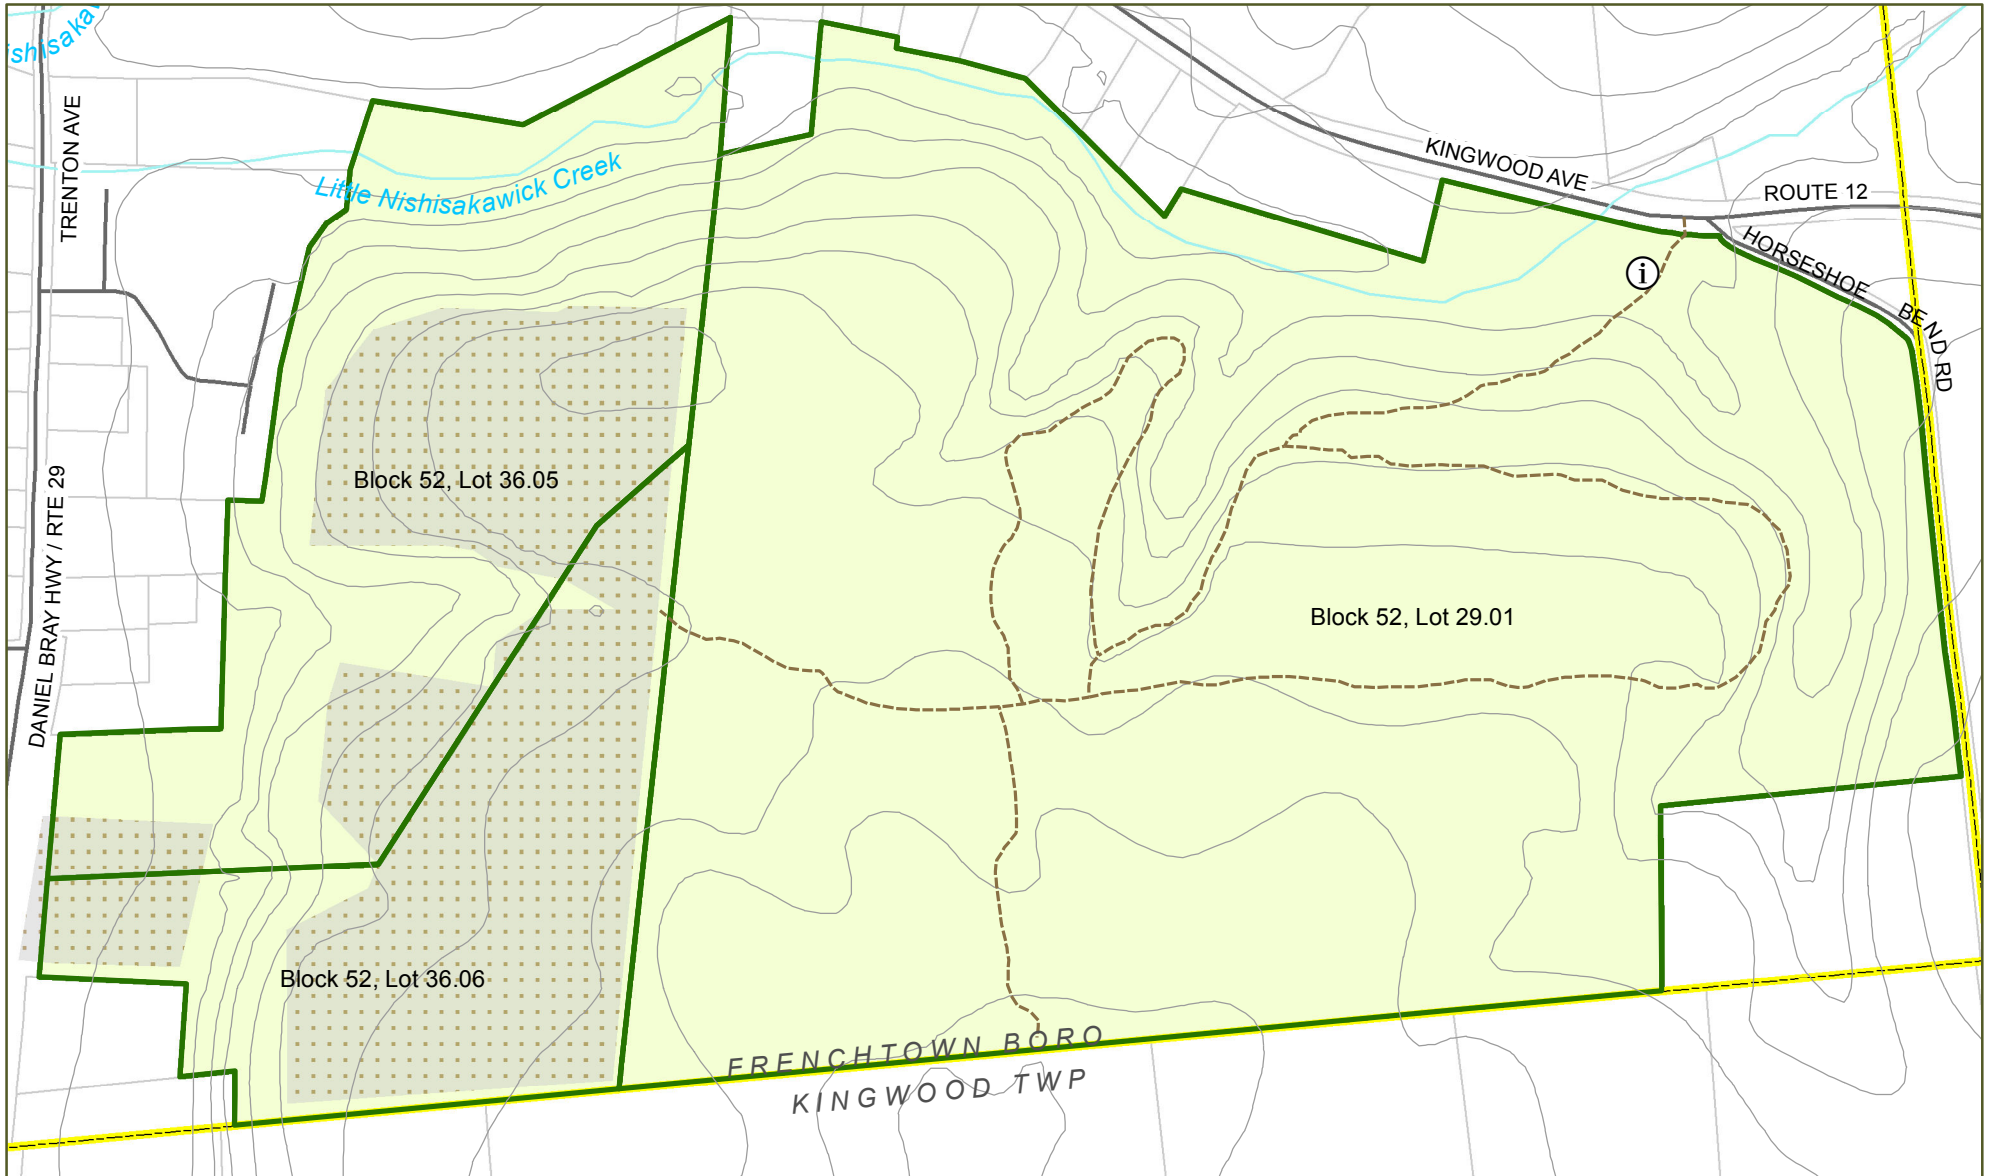 ishisakaw
TRENTON AVE
Little Nishisakawick Creek
KINGWOOD AVE
ROUTE 12
HORSESHOE
BEND RD
i
Block 52, Lot 36.05
DANIEL BRAY HWY / RTE 29
Block 52, Lot 29.01
Block 52, Lot 36.06
FRENCHTOWN BORO
KINGWOOD TWP